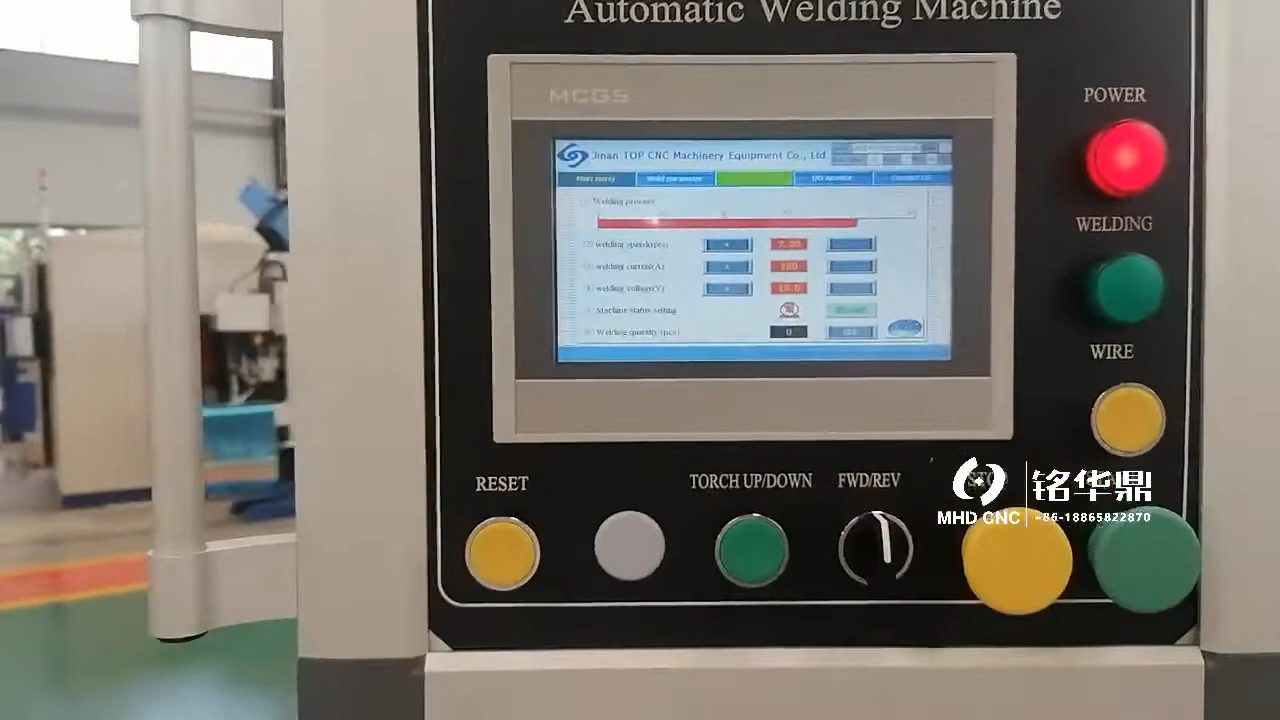 Automatic Welding Machine
MCGS
POWER
Jinan TOP CNC Machinery Equipment Co., Ltd
Welding process
WELDING
welding speed(rpm)
welding current(A)
welding voltage(V)
Machine status setting
Welding quantity (pcs)
0
WIRE
RESET
TORCH UP/DOWN
FWD/REV
铭华鼎
MHD CNC
+86-18865822870